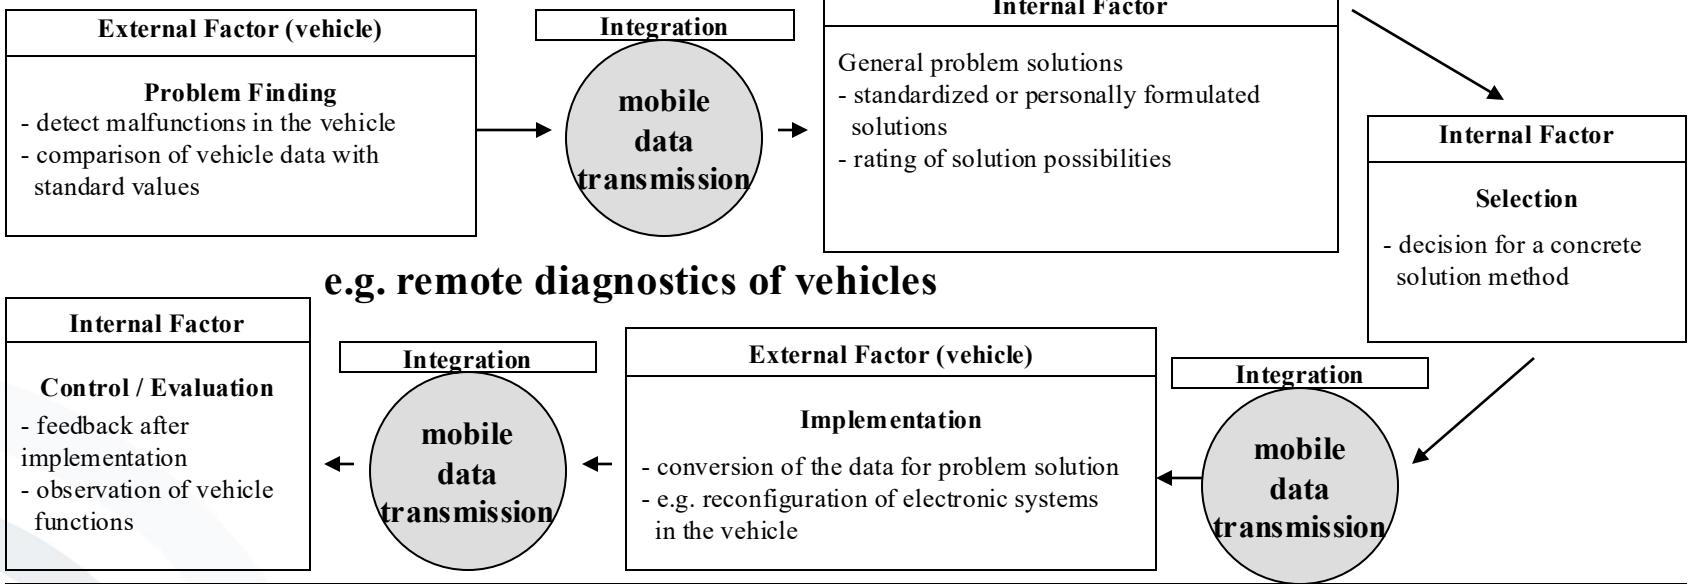 External Factor (vehicle)
Problem Finding
- detect malfunctions in the vehicle
- comparison of vehicle data with
standard values
Integration
mobile
data
transmission
Internal Factor
General problem solutions
- standardized or personally formulated
solutions
- rating of solution possibilities
Internal Factor
Selection
- decision for a concrete
solution method
e.g. remote diagnostics of vehicles
Integration
mobile
data
transmission
External Factor (vehicle)
Implementation
- conversion of the data for problem solution
- e.g. reconfiguration of electronic systems
in the vehicle
Integration
mobile
data
transmission
Internal Factor
Control / Evaluation
- feedback after
implementation
- observation of vehicle
functions